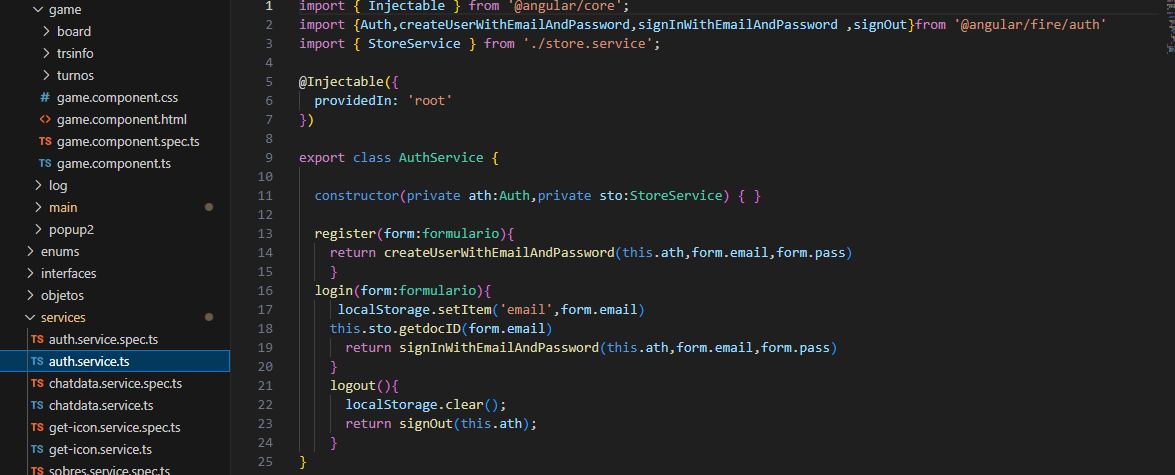 game
board
trsinfo
turnos
# game.component.css
<> game.component.html
TS game.component.spec.ts
TS game.component.ts
log
main
popup2
enums
interfaces
objetos
services
TS auth.service.spec.ts
TS auth.service.ts
TS chatdata.service.spec.ts
TS chatdata.service.ts
TS get-icon.service.spec.ts
TS get-icon.service.ts
TS sobres.service.spec.ts
1 import { Injectable } from '@angular/core';
2 import {Auth,createUserWithEmailAndPassword,signInWithEmailAndPassword ,signOut}from '@angular/fire/auth'
3 import { StoreService } from './store.service';
4
5 @Injectable({
6 providedIn: 'root'
7 })
8
9 export class AuthService {
10
11 constructor(private ath:Auth,private sto:StoreService) { }
12
13 register(form:formulario){
14 return createUserWithEmailAndPassword(this.ath,form.email,form.pass)
15 }
16 login(form:formulario){
17 localStorage.setItem('email',form.email)
18 this.sto.getdocID(form.email)
19 return signInWithEmailAndPassword(this.ath,form.email,form.pass)
20 }
21 logout(){
22 localStorage.clear();
23 return signOut(this.ath);
24 }
25 }